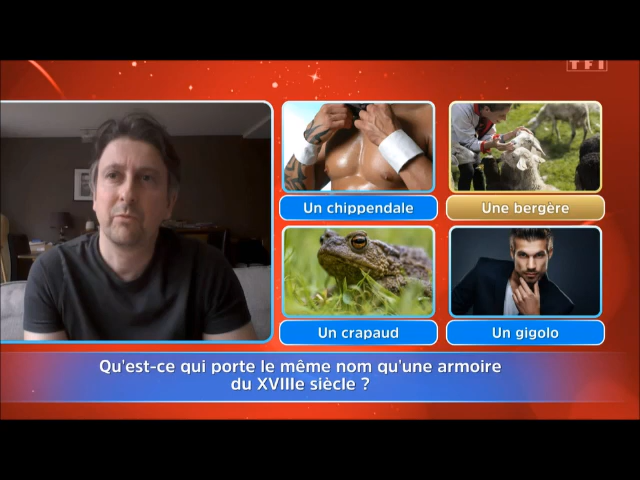 TF1
Un chippendale
Une bergère
Un crapaud
Un gigolo
Qu'est-ce qui porte le même nom qu'une armoire
du XVIIIe siècle ?